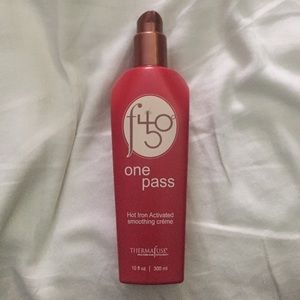 f450°
one
pass
Hot Iron Activated
smoothing crème
THERMAFUSE
10 fl oz | 300 ml